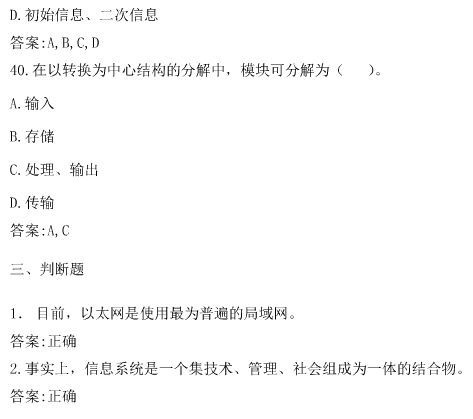 D.初始信息、二次信息
答案:A,B,C,D
40.在以转换为中心结构的分解中，模块可分解为（   ）。
A.输入
B.存储
C.处理、输出
D.传输
答案:A,C
三、判断题
1. 目前，以太网是使用最为普遍的局域网。
答案:正确
2.事实上，信息系统是一个集技术、管理、社会组成为一体的结合物。
答案:正确